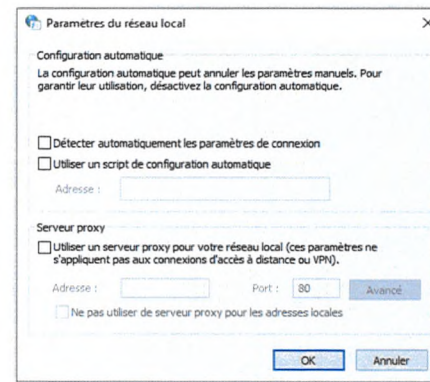 Paramètres du réseau local
Configuration automatique
La configuration automatique peut annuler les paramètres manuels. Pour
garantir leur utilisation, désactivez la configuration automatique.
Détecter automatiquement les paramètres de connexion
Utiliser un script de configuration automatique
Adresse :
Serveur proxy
Utiliser un serveur proxy pour votre réseau local (ces paramètres ne
s'appliquent pas aux connexions d'accès à distance ou VPN).
Adresse : Port : 80 Avancé
Ne pas utiliser de serveur proxy pour les adresses locales
OK Annuler